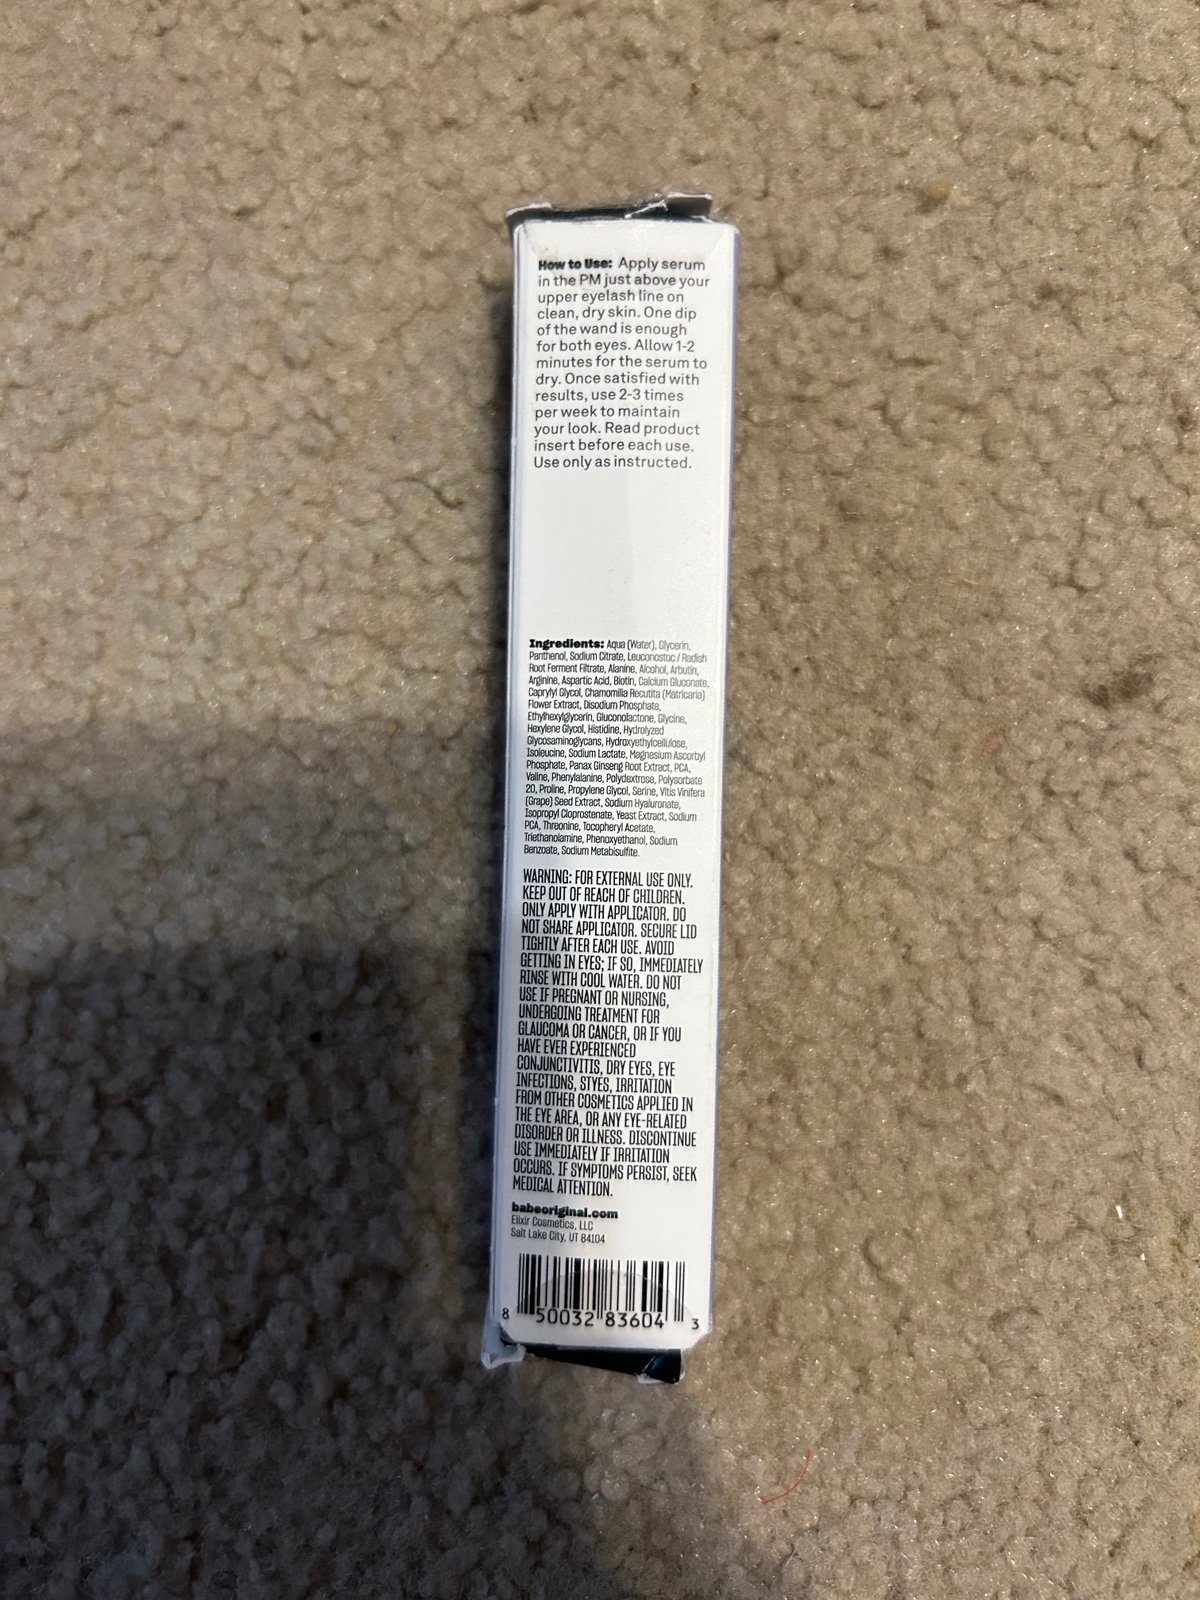 How to Use: Apply serum
in the PM just above your
upper eyelash line on
clean, dry skin. One dip
of the wand is enough
for both eyes. Allow 1-2
minutes for the serum to
dry. Once satisfied with
results, use 2-3 times
per week to maintain
your look. Read product
insert before each use.
Use only as instructed.
Ingredients: Aqua (Water), Glycerin,
Panthenol, Sodium Citrate, Leuconostoc / Radish
Root Ferment Filtrate, Alanine, Alcohol, Arbutin,
Arginine, Aspartic Acid, Biotin, Calcium Gluconate,
Caprylyl Glycol, Chamomilla Recutita (Matricaria)
Flower Extract, Disodium Phosphate,
Ethylhexylglycerin, Gluconolactone, Glycine,
Hexylene Glycol, Histidine, Hydrolyzed
Glycosaminoglycans, Hydroxyethylcellulose,
Isoleucine, Sodium Lactate, Magnesium Ascorbyl
Phosphate, Panax Ginseng Root Extract, PCA,
Valine, Phenylalanine, Polydextrose, Polysorbate
20, Proline, Propylene Glycol, Serine, Vitis Vinifera
(Grape) Seed Extract, Sodium Hyaluronate,
Isopropyl Cloprostenate, Yeast Extract, Sodium
PCA, Threonine, Tocopheryl Acetate,
Triethanolamine, Phenoxyethanol, Sodium
Benzoate, Sodium Metabisulfite.
WARNING: FOR EXTERNAL USE ONLY.
KEEP OUT OF REACH OF CHILDREN.
ONLY APPLY WITH APPLICATOR. DO
NOT SHARE APPLICATOR. SECURE LID
TIGHTLY AFTER EACH USE. AVOID
GETTING IN EYES; IF SO, IMMEDIATELY
RINSE WITH COOL WATER. DO NOT
USE IF PREGNANT OR NURSING,
UNDERGOING TREATMENT FOR
GLAUCOMA OR CANCER, OR IF YOU
HAVE EVER EXPERIENCED
CONJUNCTIVITIS, DRY EYES, EYE
INFECTIONS, STYES, IRRITATION
FROM OTHER COSMETICS APPLIED IN
THE EYE AREA, OR ANY EYE-RELATED
DISORDER OR ILLNESS. DISCONTINUE
USE IMMEDIATELY IF IRRITATION
OCCURS. IF SYMPTOMS PERSIST, SEEK
MEDICAL ATTENTION.
babeoriginal.com
Elixir Cosmetics, LLC
Salt Lake City, UT 84104
8 50032 83604 3